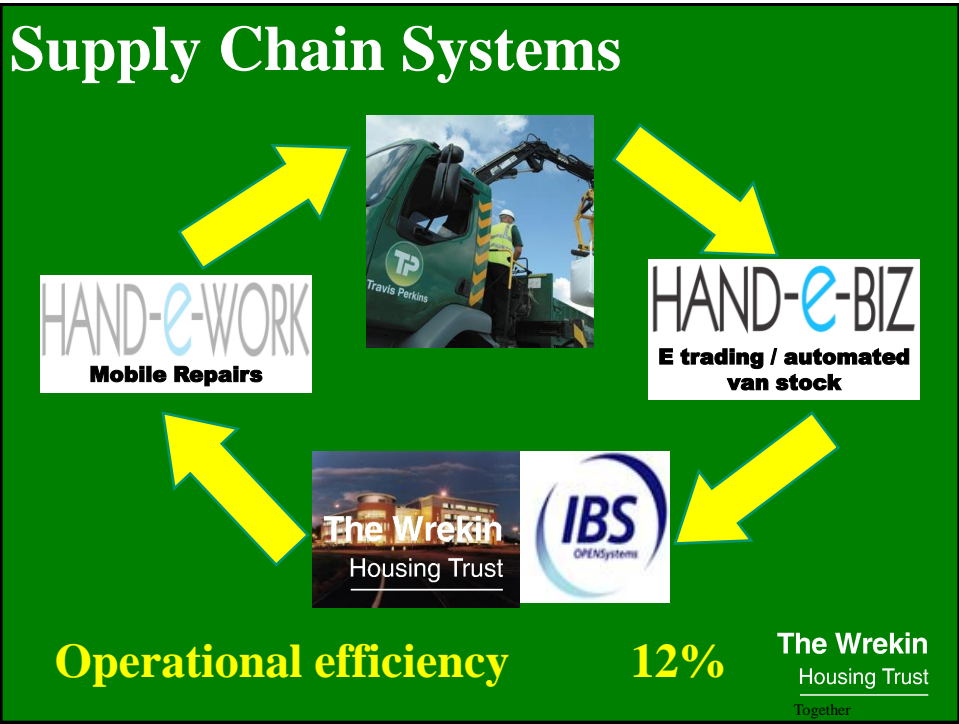 Supply Chain Systems
TP
Travis Perkins
HAND-e-WORK
Mobile Repairs
HAND-e-BIZ
E trading / automated
van stock
The Wrekin
Housing Trust
IBS
OPENSystems
Operational efficiency 12%
The Wrekin
Housing Trust
Together